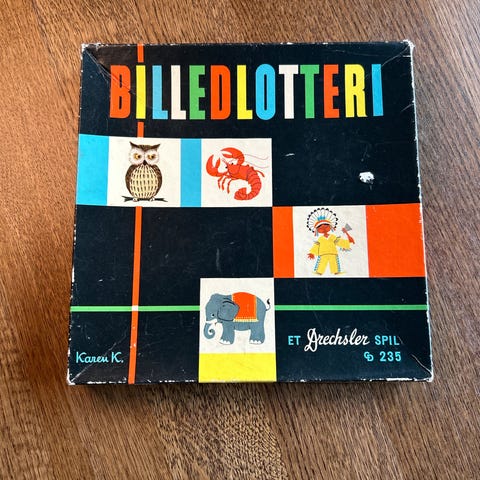 BILLEDLOTTERI
Karen K.
ET Drechsler SPIL
235